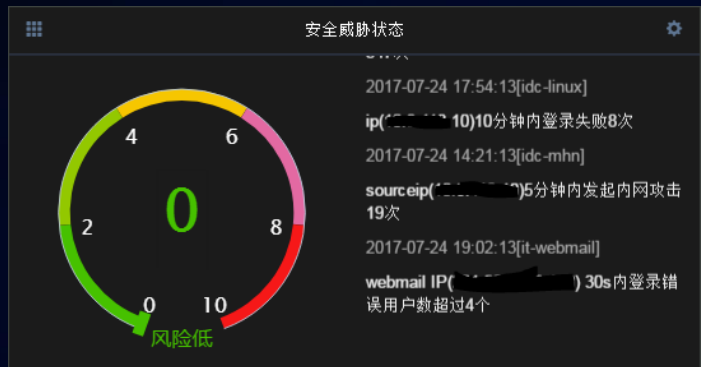 安全威胁状态
4
6
2
0
8
0
10
风险低
2017-07-24 17:54:13[idc-linux]
ip( 10)10分钟内登录失败8次
2017-07-24 14:21:13[idc-mhn]
sourceip( )5分钟内发起内网攻击
19次
2017-07-24 19:02:13[it-webmail]
webmail IP( ) 30s内登录错
误用户数超过4个